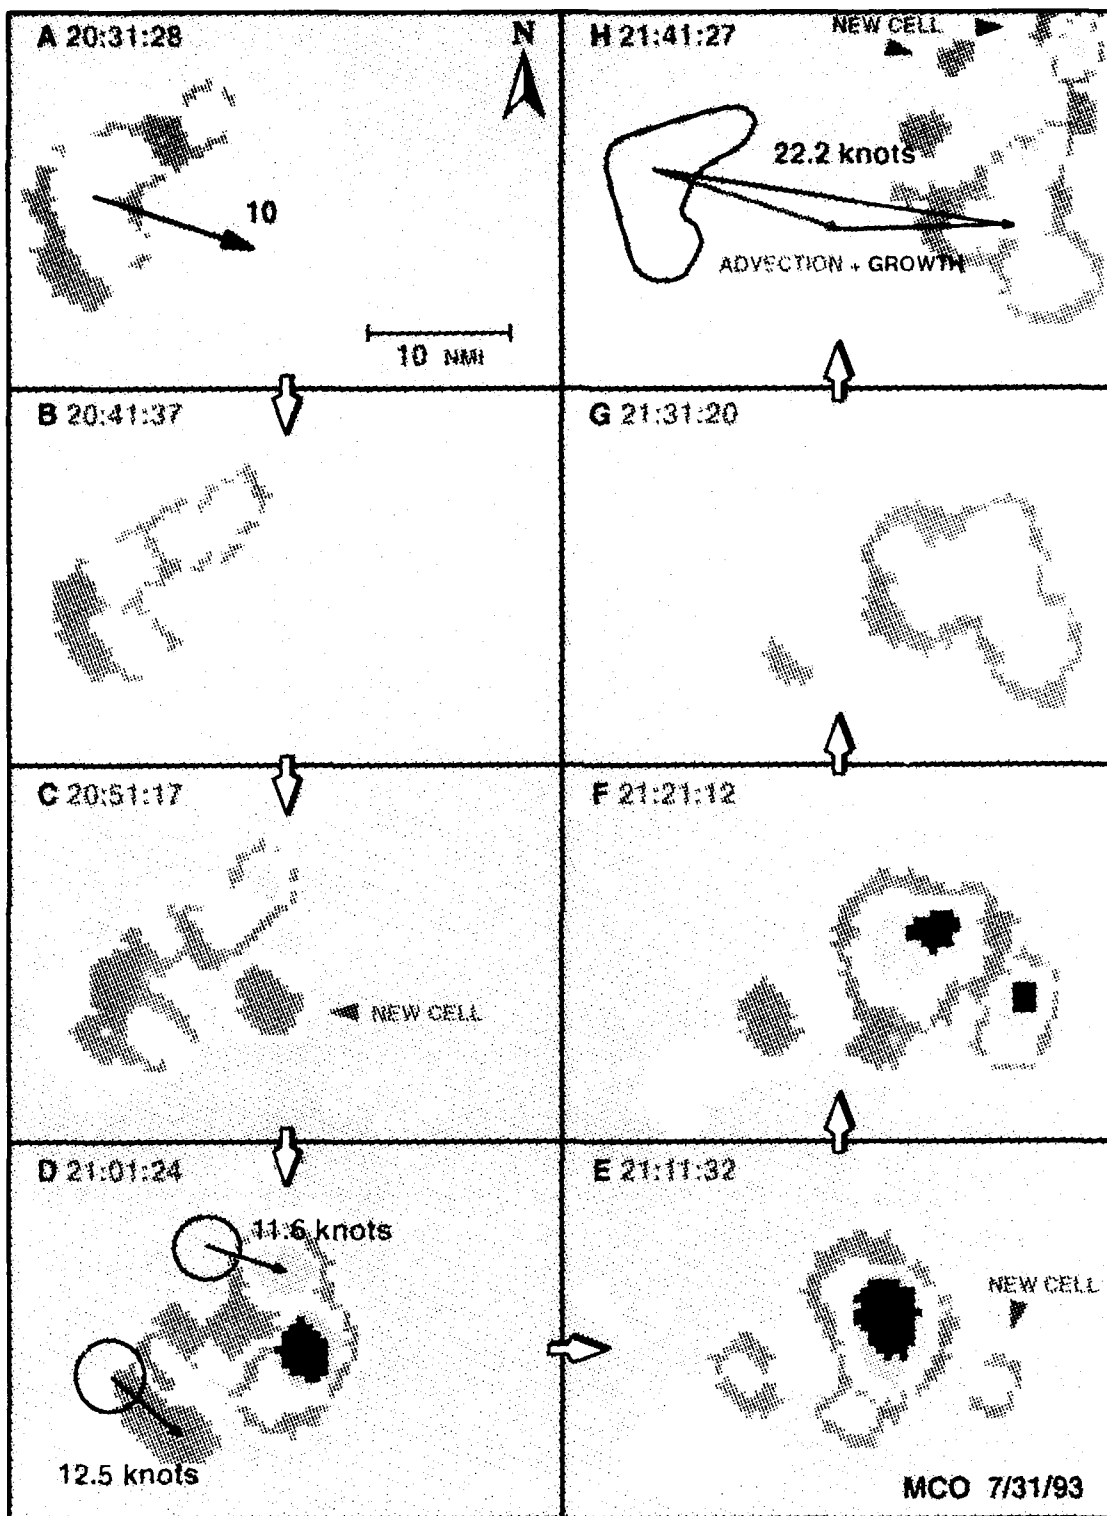 A 20:31:28
N
10
10 NMI
B 20:41:37
C 20:51:17
NEW CELL
D 21:01:24
11.6 knots
12.5 knots
E 21:11:32
NEW CELL
MCO 7/31/93
F 21:21:12
G 21:31:20
H 21:41:27
NEW CELL
22.2 knots
ADVECTION + GROWTH